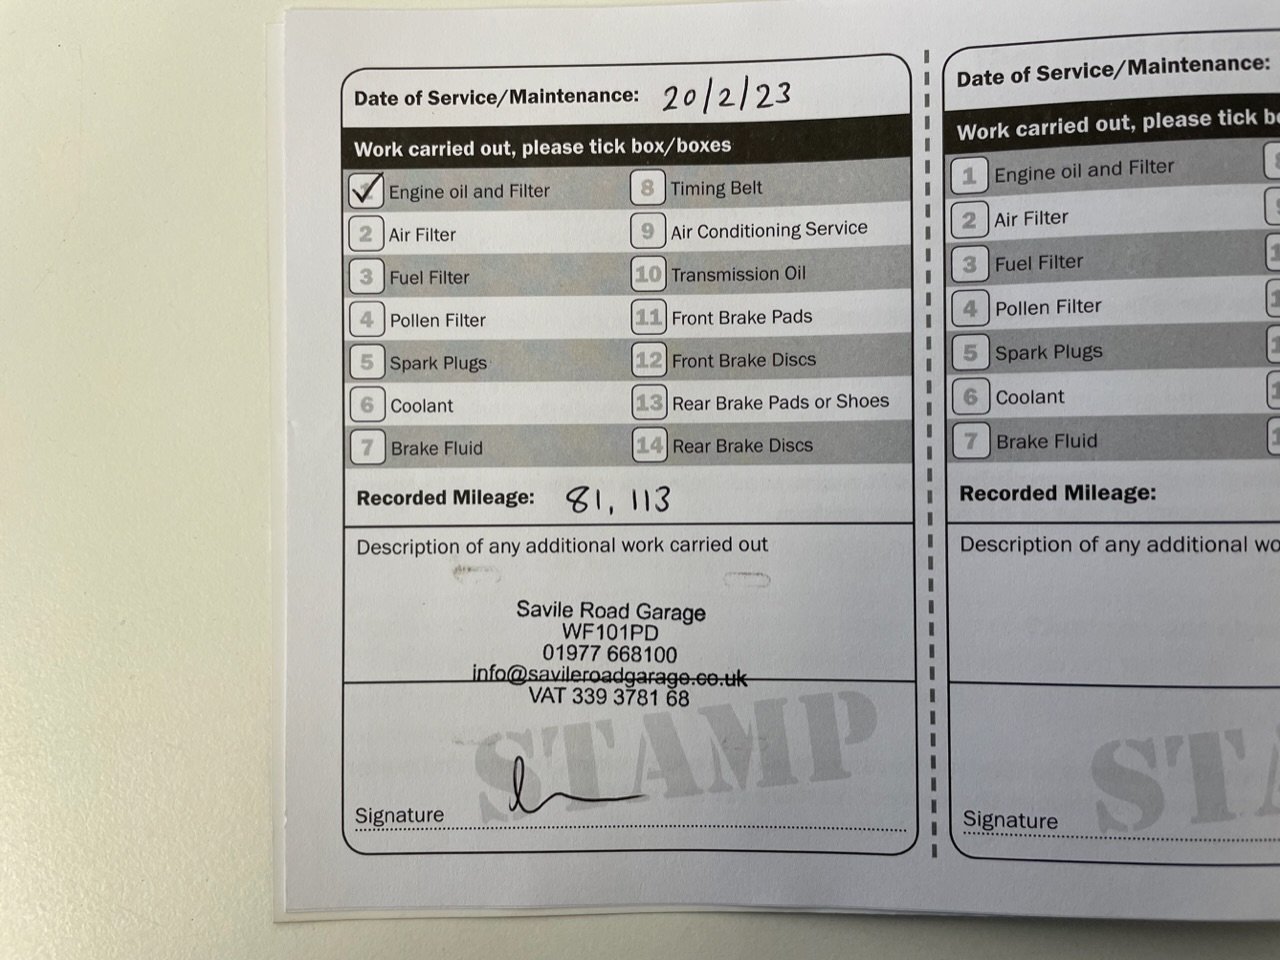 Date of Service/Maintenance: 20/2/23
Work carried out, please tick box/boxes
Engine oil and Filter
8 Timing Belt
2 Air Filter
9 Air Conditioning Service
3 Fuel Filter
10 Transmission Oil
4 Pollen Filter
11 Front Brake Pads
5 Spark Plugs
12 Front Brake Discs
6 Coolant
13 Rear Brake Pads or Shoes
7 Brake Fluid
14 Rear Brake Discs
Recorded Mileage: 81,113
Description of any additional work carried out
Savile Road Garage
WF101PD
01977 668100
info@savileroadgarage.co.uk
VAT 339 3781 68
STAMP
Signature
Date of Service/Maintenance:
Work carried out, please tick
1 Engine oil and Filter
2 Air Filter
3 Fuel Filter
4 Pollen Filter
5 Spark Plugs
6 Coolant
7 Brake Fluid
Recorded Mileage:
Description of any additional
Signature